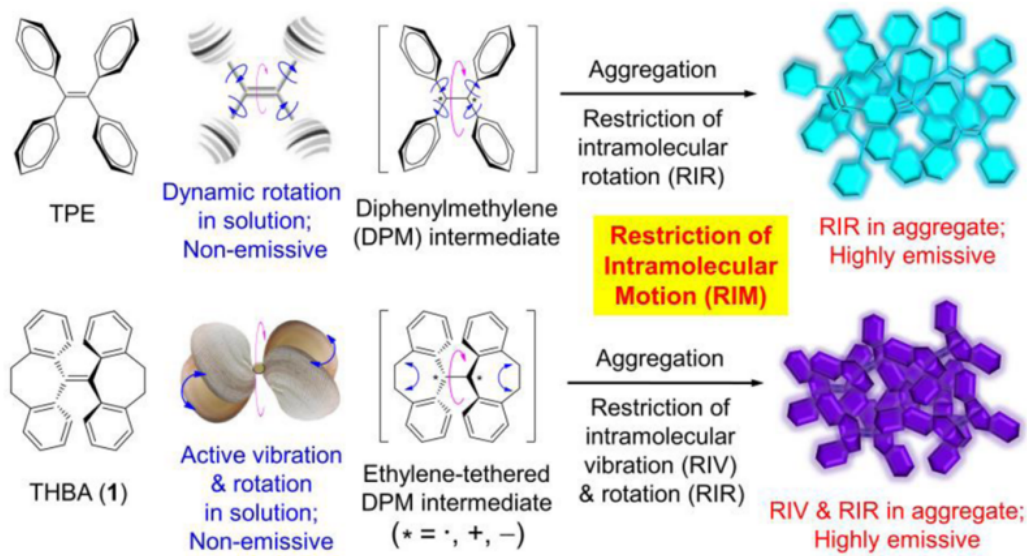 TPE
Dynamic rotation
in solution;
Non-emissive
Diphenylmethylene
(DPM) intermediate
Aggregation
Restriction of
intramolecular
rotation (RIR)
RIR in aggregate;
Highly emissive
Restriction of
Intramolecular
Motion (RIM)
THBA (1)
Active vibration
& rotation
in solution;
Non-emissive
Ethylene-tethered
DPM intermediate
(* = ·, +, −)
Aggregation
Restriction of
intramolecular
vibration (RIV)
& rotation (RIR)
RIV & RIR in aggregate;
Highly emissive